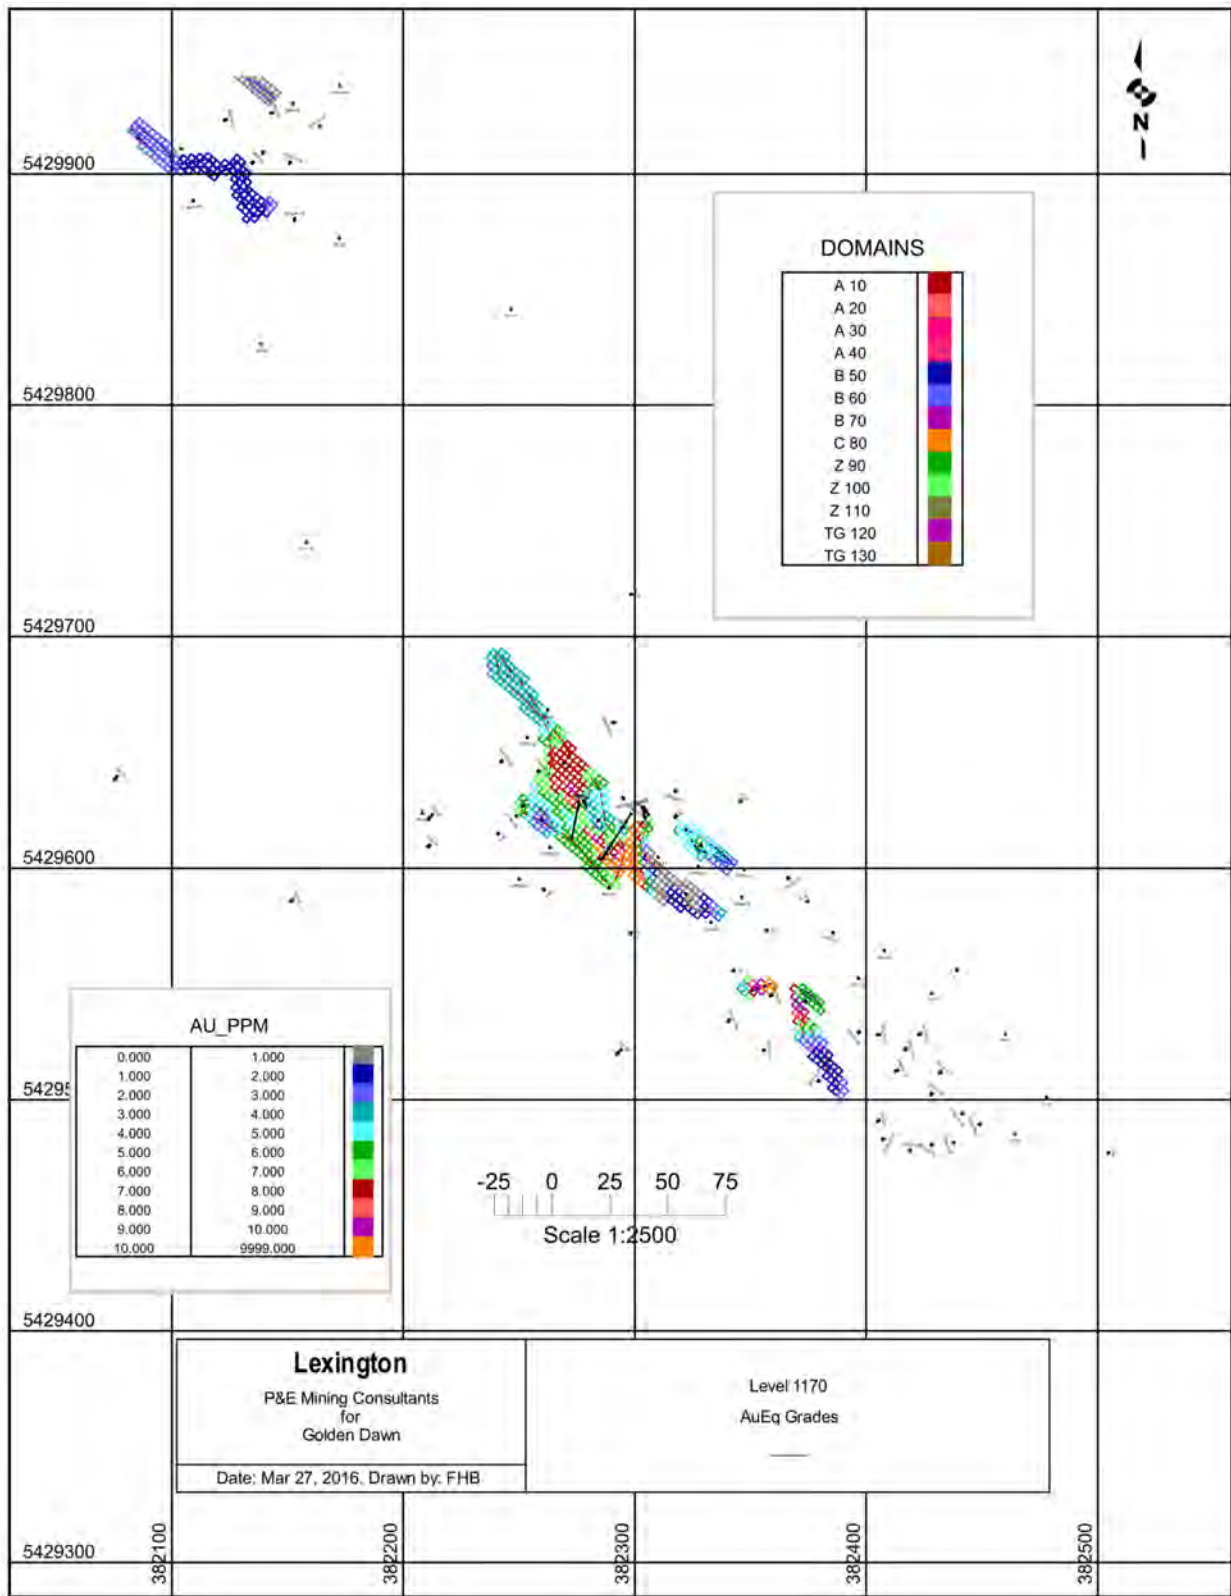 5429900
N
DOMAINS
A 10
A 20
A 30
A 40
B 50
B 60
B 70
C 80
Z 90
Z 100
Z 110
TG 120
TG 130
5429800
5429700
5429600
AU_PPM
0.000 1.000
1.000 2.000
2.000 3.000
3.000 4.000
4.000 5.000
5.000 6.000
6.000 7.000
7.000 8.000
8.000 9.000
9.000 10.000
10.000 9999.000
-25 0 25 50 75
Scale 1:2500
5429400
Lexington
P&E Mining Consultants
for
Golden Dawn
Date: Mar 27, 2016. Drawn by: FHB
Level 1170
AuEq Grades
5429300
382100
382200
382300
382400
382500